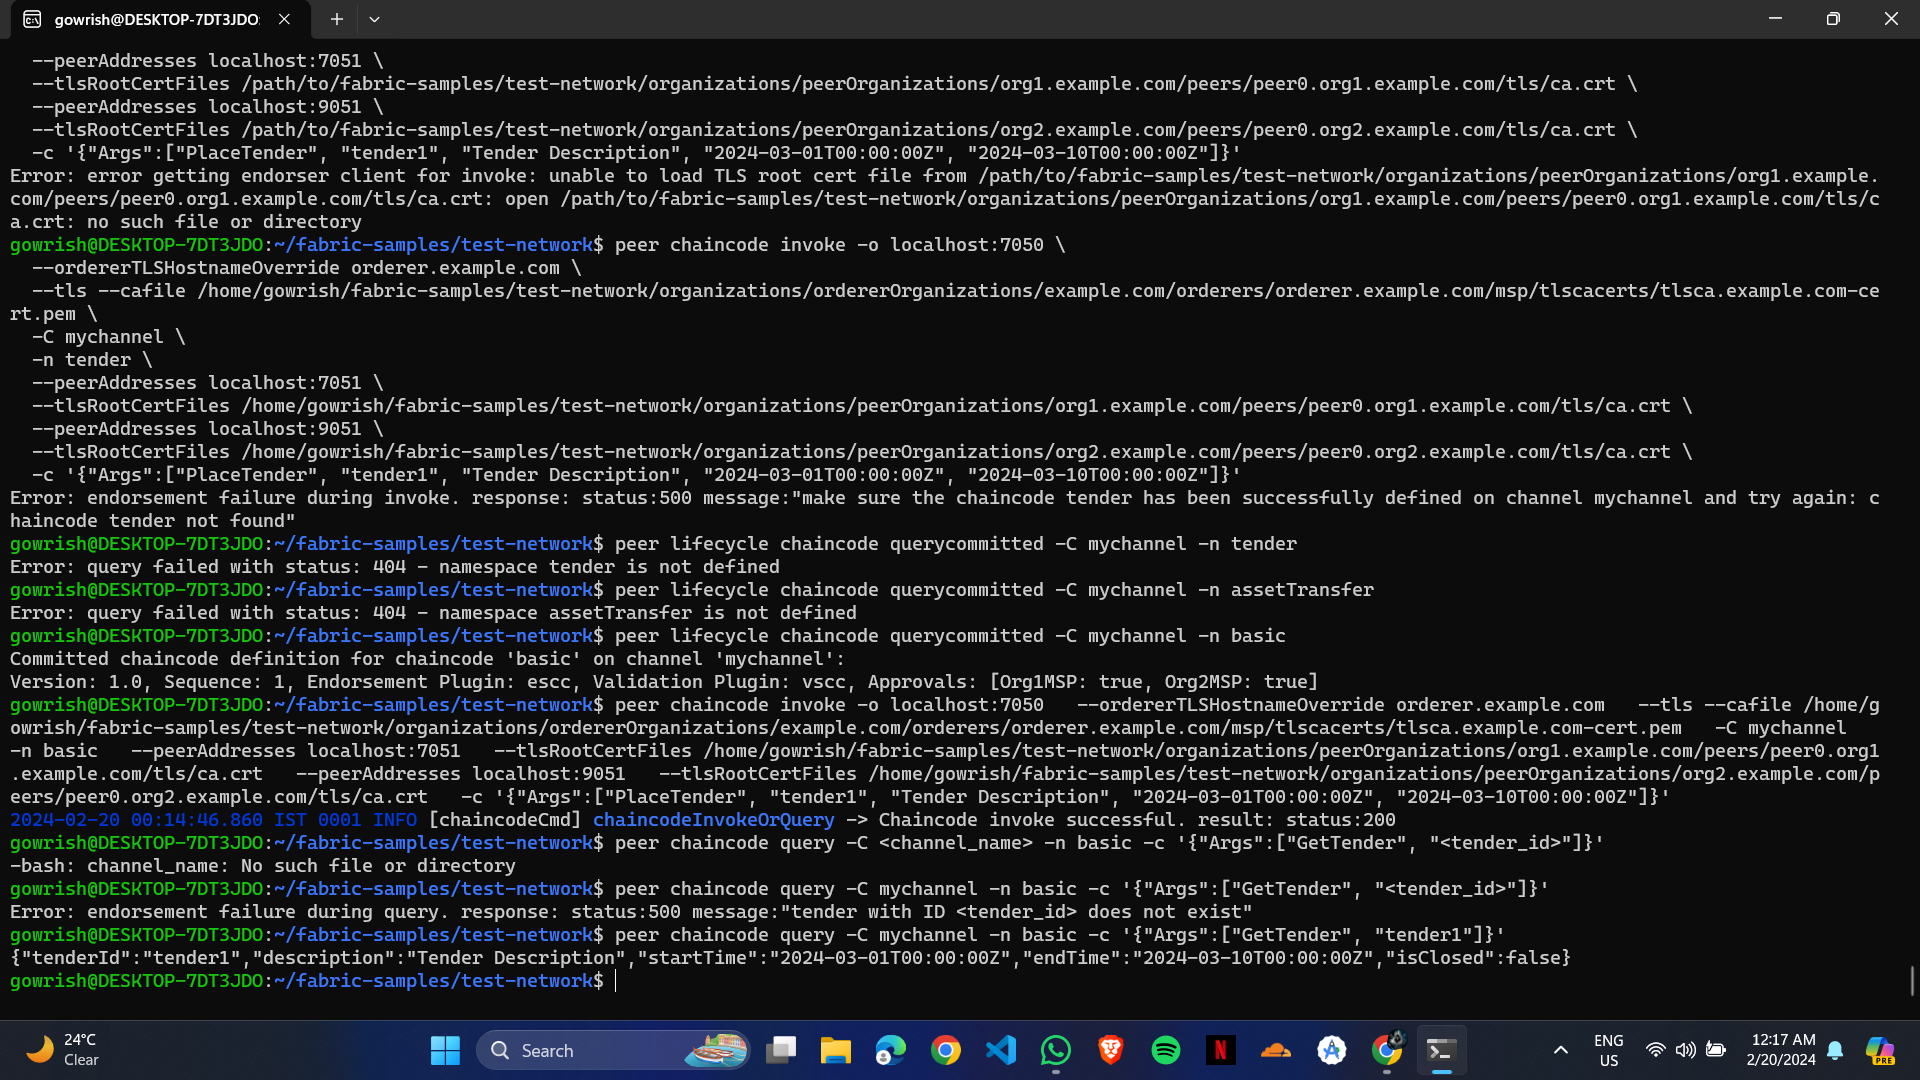 gowrish@DESKTOP-7DT3JDO:
  --peerAddresses localhost:7051 \
  --tlsRootCertFiles /path/to/fabric-samples/test-network/organizations/peerOrganizations/org1.example.com/peers/peer0.org1.example.com/tls/ca.crt \
  --peerAddresses localhost:9051 \
  --tlsRootCertFiles /path/to/fabric-samples/test-network/organizations/peerOrganizations/org2.example.com/peers/peer0.org2.example.com/tls/ca.crt \
  -c '{"Args":["PlaceTender", "tender1", "Tender Description", "2024-03-01T00:00:00Z", "2024-03-10T00:00:00Z"]}'
Error: error getting endorser client for invoke: unable to load TLS root cert file from /path/to/fabric-samples/test-network/organizations/peerOrganizations/org1.example.
com/peers/peer0.org1.example.com/tls/ca.crt: open /path/to/fabric-samples/test-network/organizations/peerOrganizations/org1.example.com/peers/peer0.org1.example.com/tls/c
a.crt: no such file or directory
gowrish@DESKTOP-7DT3JDO:~/fabric-samples/test-network$ peer chaincode invoke -o localhost:7050 \
  --ordererTLSHostnameOverride orderer.example.com \
  --tls --cafile /home/gowrish/fabric-samples/test-network/organizations/ordererOrganizations/example.com/orderers/orderer.example.com/msp/tlscacerts/tlsca.example.com-ce
rt.pem \
  -C mychannel \
  -n tender \
  --peerAddresses localhost:7051 \
  --tlsRootCertFiles /home/gowrish/fabric-samples/test-network/organizations/peerOrganizations/org1.example.com/peers/peer0.org1.example.com/tls/ca.crt \
  --peerAddresses localhost:9051 \
  --tlsRootCertFiles /home/gowrish/fabric-samples/test-network/organizations/peerOrganizations/org2.example.com/peers/peer0.org2.example.com/tls/ca.crt \
  -c '{"Args":["PlaceTender", "tender1", "Tender Description", "2024-03-01T00:00:00Z", "2024-03-10T00:00:00Z"]}'
Error: endorsement failure during invoke. response: status:500 message:"make sure the chaincode tender has been successfully defined on channel mychannel and try again: c
haincode tender not found"
gowrish@DESKTOP-7DT3JDO:~/fabric-samples/test-network$ peer lifecycle chaincode querycommitted -C mychannel -n tender
Error: query failed with status: 404 - namespace tender is not defined
gowrish@DESKTOP-7DT3JDO:~/fabric-samples/test-network$ peer lifecycle chaincode querycommitted -C mychannel -n assetTransfer
Error: query failed with status: 404 - namespace assetTransfer is not defined
gowrish@DESKTOP-7DT3JDO:~/fabric-samples/test-network$ peer lifecycle chaincode querycommitted -C mychannel -n basic
Committed chaincode definition for chaincode 'basic' on channel 'mychannel':
Version: 1.0, Sequence: 1, Endorsement Plugin: escc, Validation Plugin: vscc, Approvals: [Org1MSP: true, Org2MSP: true]
gowrish@DESKTOP-7DT3JDO:~/fabric-samples/test-network$ peer chaincode invoke -o localhost:7050   --ordererTLSHostnameOverride orderer.example.com   --tls --cafile /home/g
owrish/fabric-samples/test-network/organizations/ordererOrganizations/example.com/orderers/orderer.example.com/msp/tlscacerts/tlsca.example.com-cert.pem   -C mychannel
-n basic   --peerAddresses localhost:7051   --tlsRootCertFiles /home/gowrish/fabric-samples/test-network/organizations/peerOrganizations/org1.example.com/peers/peer0.org1
.example.com/tls/ca.crt   --peerAddresses localhost:9051   --tlsRootCertFiles /home/gowrish/fabric-samples/test-network/organizations/peerOrganizations/org2.example.com/p
eers/peer0.org2.example.com/tls/ca.crt   -c '{"Args":["PlaceTender", "tender1", "Tender Description", "2024-03-01T00:00:00Z", "2024-03-10T00:00:00Z"]}'
2024-02-20 00:14:46.860 IST 0001 INFO [chaincodeCmd] chaincodeInvokeOrQuery -> Chaincode invoke successful. result: status:200
gowrish@DESKTOP-7DT3JDO:~/fabric-samples/test-network$ peer chaincode query -C <channel_name> -n basic -c '{"Args":["GetTender", "<tender_id>"]}'
-bash: channel_name: No such file or directory
gowrish@DESKTOP-7DT3JDO:~/fabric-samples/test-network$ peer chaincode query -C mychannel -n basic -c '{"Args":["GetTender", "<tender_id>"]}'
Error: endorsement failure during query. response: status:500 message:"tender with ID <tender_id> does not exist"
gowrish@DESKTOP-7DT3JDO:~/fabric-samples/test-network$ peer chaincode query -C mychannel -n basic -c '{"Args":["GetTender", "tender1"]}'
{"tenderId":"tender1","description":"Tender Description","startTime":"2024-03-01T00:00:00Z","endTime":"2024-03-10T00:00:00Z","isClosed":false}
gowrish@DESKTOP-7DT3JDO:~/fabric-samples/test-network$
24°C
Clear
Search
N
PRE
ENG
US
12:17 AM
2/20/2024